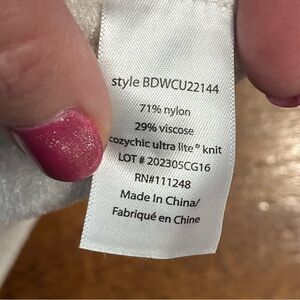 style BDWCU22144
71% nylon
29% viscose
cozychic ultra lite® knit
LOT # 202305CG16
RN#111248
Made In China/
Fabriqué en Chine